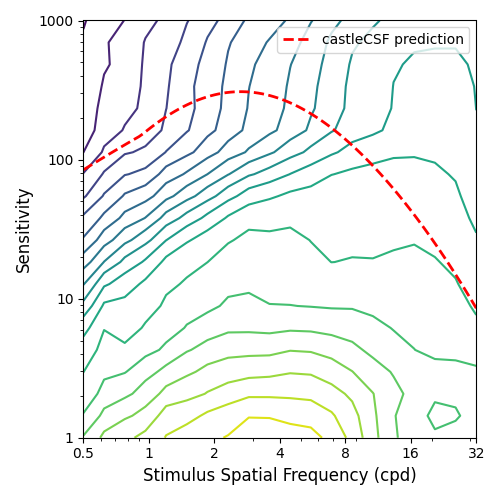 1000
castleCSF prediction
100
Sensitivity
10
1
0.5 1 2 4 8 16 32
Stimulus Spatial Frequency (cpd)